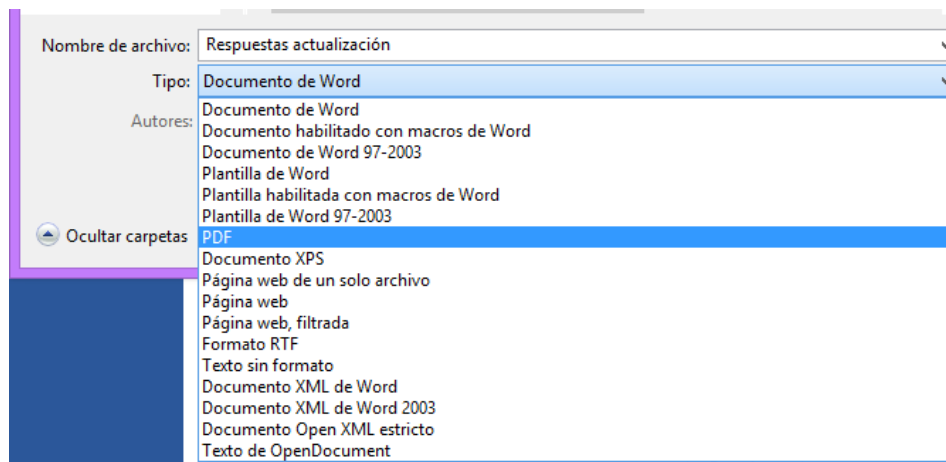 Nombre de archivo: Respuestas actualización
Tipo: Documento de Word
Autores:
Documento de Word
Documento habilitado con macros de Word
Documento de Word 97-2003
Plantilla de Word
Plantilla habilitada con macros de Word
Plantilla de Word 97-2003
Ocultar carpetas
PDF
Documento XPS
Página web de un solo archivo
Página web
Página web, filtrada
Formato RTF
Texto sin formato
Documento XML de Word
Documento XML de Word 2003
Documento Open XML estricto
Texto de OpenDocument